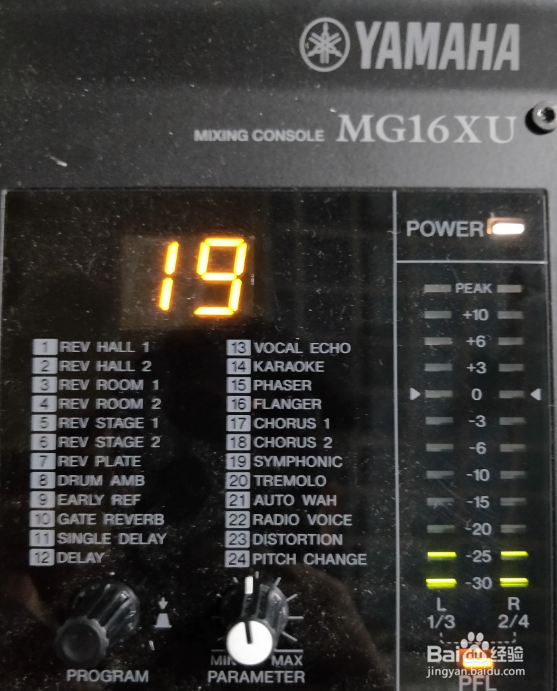 YAMAHA
MIXING CONSOLE MG16XU
POWER
19
1 REV HALL 1
2 REV HALL 2
3 REV ROOM 1
4 REV ROOM 2
5 REV STAGE 1
6 REV STAGE 2
7 REV PLATE
8 DRUM AMB
9 EARLY REF
10 GATE REVERB
11 SINGLE DELAY
12 DELAY
13 VOCAL ECHO
14 KARAOKE
15 PHASER
16 FLANGER
17 CHORUS 1
18 CHORUS 2
19 SYMPHONIC
20 TREMOLO
21 AUTO WAH
22 RADIO VOICE
23 DISTORTION
24 PITCH CHANGE
PEAK
+10
+6
+3
0
-3
-6
-10
-15
-20
-25
-30
L R
1/3 2/4
MIN MAX
PROGRAM PARAMETER
PFL
Bai 经验
jingyan.baidu.com